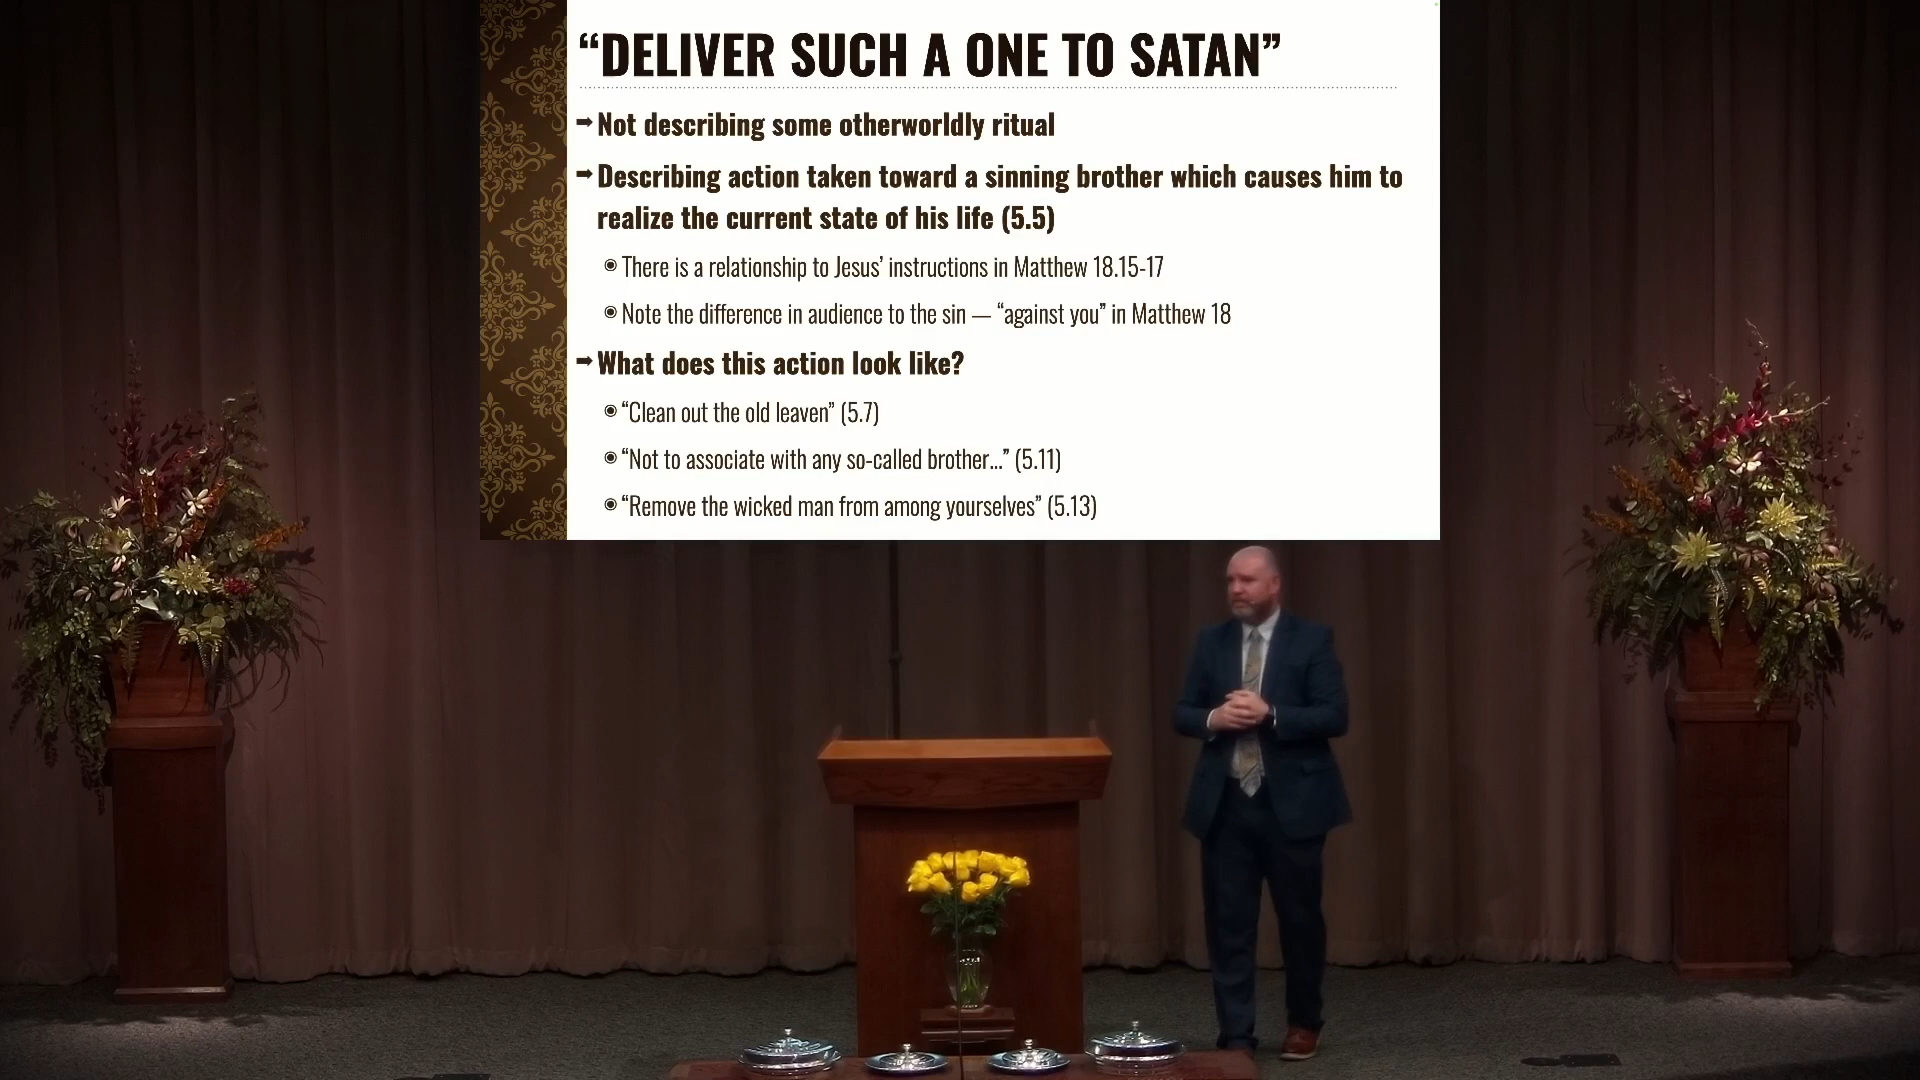 “DELIVER SUCH A ONE TO SATAN”
➡Not describing some otherworldly ritual
➡Describing action taken toward a sinning brother which causes him to
realize the current state of his life (5.5)
◉There is a relationship to Jesus’ instructions in Matthew 18.15-17
◉Note the difference in audience to the sin — “against you” in Matthew 18
➡What does this action look like?
◉“Clean out the old leaven” (5.7)
◉“Not to associate with any so-called brother…” (5.11)
◉“Remove the wicked man from among yourselves” (5.13)